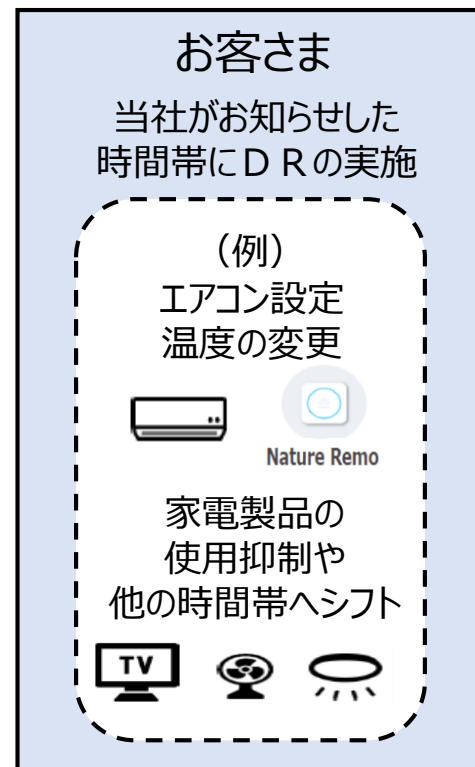 お客さま
当社がお知らせした
時間帯にＤＲの実施
（例）
エアコン設定
温度の変更
Nature Remo
家電製品の
使用抑制や
他の時間帯へシフト
TV